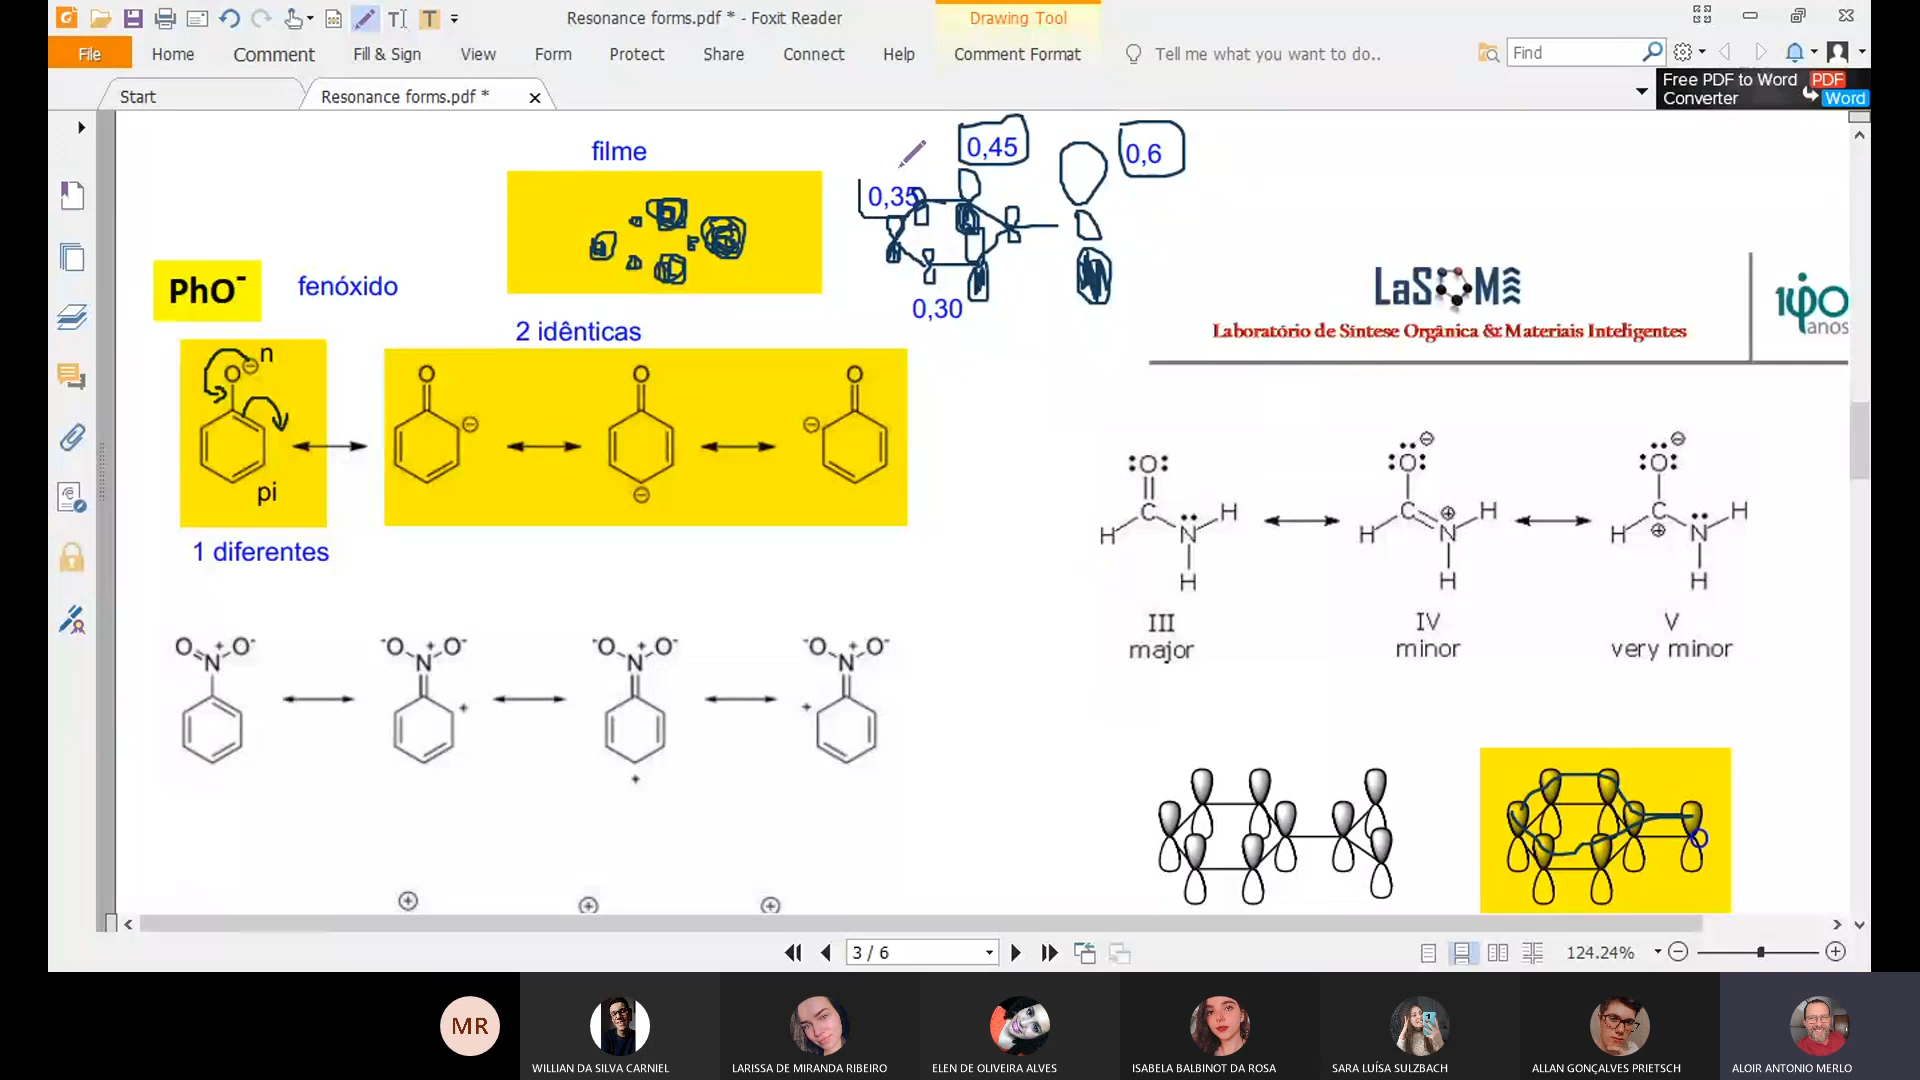 Resonance forms.pdf * - Foxit Reader
Drawing Tool
File
Home
Comment
Fill & Sign
View
Form
Protect
Share
Connect
Help
Comment Format
Tell me what you want to do..
Find
Start
Resonance forms.pdf *
Free PDF to Word
Converter
PDF
Word
filme
0,45
0,6
0,35
0,30
PhO-
fenóxido
2 idênticas
LaSOMI
Laboratório de Síntese Orgânica & Materiais Inteligentes
anos
n
pi
1 diferentes
O
O
O
O
:O:
C
H
N
H
H
:O:
C
H
N
H
H
:O:
C
H
N
H
H
III
major
IV
minor
V
very minor
O
N
+
O-
-O
N
+
O-
-O
N
+
O-
-O
N
+
O-
3 / 6
124.24%
MR
WILLIAN DA SILVA CARNIEL
LARISSA DE MIRANDA RIBEIRO
ELEN DE OLIVEIRA ALVES
ISABELA BALBINOT DA ROSA
SARA LUÍSA SULZBACH
ALLAN GONÇALVES PRIETSCH
ALOIR ANTONIO MERLO